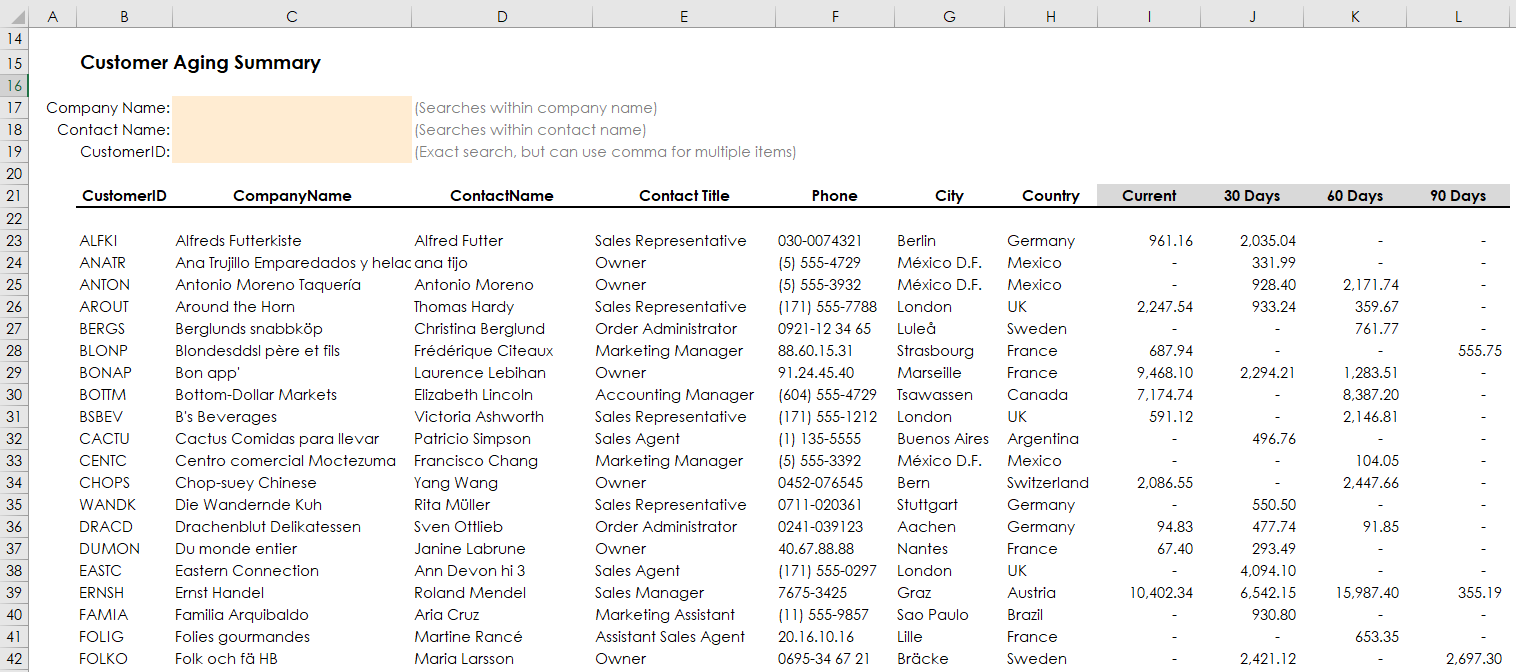 A B C D E F G H I J K L
14
15 Customer Aging Summary
16
17 Company Name: (Searches within company name)
18 Contact Name: (Searches within contact name)
19 CustomerID: (Exact search, but can use comma for multiple items)
20
21 CustomerID CompanyName ContactName Contact Title Phone City Country Current 30 Days 60 Days 90 Days
22
23 ALFKI Alfreds Futterkiste Alfred Futter Sales Representative 030-0074321 Berlin Germany 961.16 2,035.04 - -
24 ANATR Ana Trujillo Emparedados y helac ana tijo Owner (5) 555-4729 México D.F. Mexico - 331.99 - -
25 ANTON Antonio Moreno Taquería Antonio Moreno Owner (5) 555-3932 México D.F. Mexico - 928.40 2,171.74 -
26 AROUT Around the Horn Thomas Hardy Sales Representative (171) 555-7788 London UK 2,247.54 933.24 359.67 -
27 BERGS Berglunds snabbköp Christina Berglund Order Administrator 0921-12 34 65 Luleå Sweden - - 761.77 -
28 BLONP Blondesddsl père et fils Frédérique Citeaux Marketing Manager 88.60.15.31 Strasbourg France 687.94 - - 555.75
29 BONAP Bon app' Laurence Lebihan Owner 91.24.45.40 Marseille France 9,468.10 2,294.21 1,283.51 -
30 BOTTM Bottom-Dollar Markets Elizabeth Lincoln Accounting Manager (604) 555-4729 Tsawassen Canada 7,174.74 - 8,387.20 -
31 BSBEV B's Beverages Victoria Ashworth Sales Representative (171) 555-1212 London UK 591.12 - 2,146.81 -
32 CACTU Cactus Comidas para llevar Patricio Simpson Sales Agent (1) 135-5555 Buenos Aires Argentina - 496.76 - -
33 CENTC Centro comercial Moctezuma Francisco Chang Marketing Manager (5) 555-3392 México D.F. Mexico - - 104.05 -
34 CHOPS Chop-suey Chinese Yang Wang Owner 0452-076545 Bern Switzerland 2,086.55 - 2,447.66 -
35 WANDK Die Wandernde Kuh Rita Müller Sales Representative 0711-020361 Stuttgart Germany - 550.50 - -
36 DRACD Drachenblut Delikatessen Sven Ottlieb Order Administrator 0241-039123 Aachen Germany 94.83 477.74 91.85 -
37 DUMON Du monde entier Janine Labrune Owner 40.67.88.88 Nantes France 67.40 293.49 - -
38 EASTC Eastern Connection Ann Devon hi 3 Sales Agent (171) 555-0297 London UK - 4,094.10 - -
39 ERNSH Ernst Handel Roland Mendel Sales Manager 7675-3425 Graz Austria 10,402.34 6,542.15 15,987.40 355.19
40 FAMIA Familia Arquibaldo Aria Cruz Marketing Assistant (11) 555-9857 Sao Paulo Brazil - 930.80 - -
41 FOLIG Folies gourmandes Martine Rancé Assistant Sales Agent 20.16.10.16 Lille France - - 653.35 -
42 FOLKO Folk och fä HB Maria Larsson Owner 0695-34 67 21 Bräcke Sweden - 2,421.12 - 2,697.30